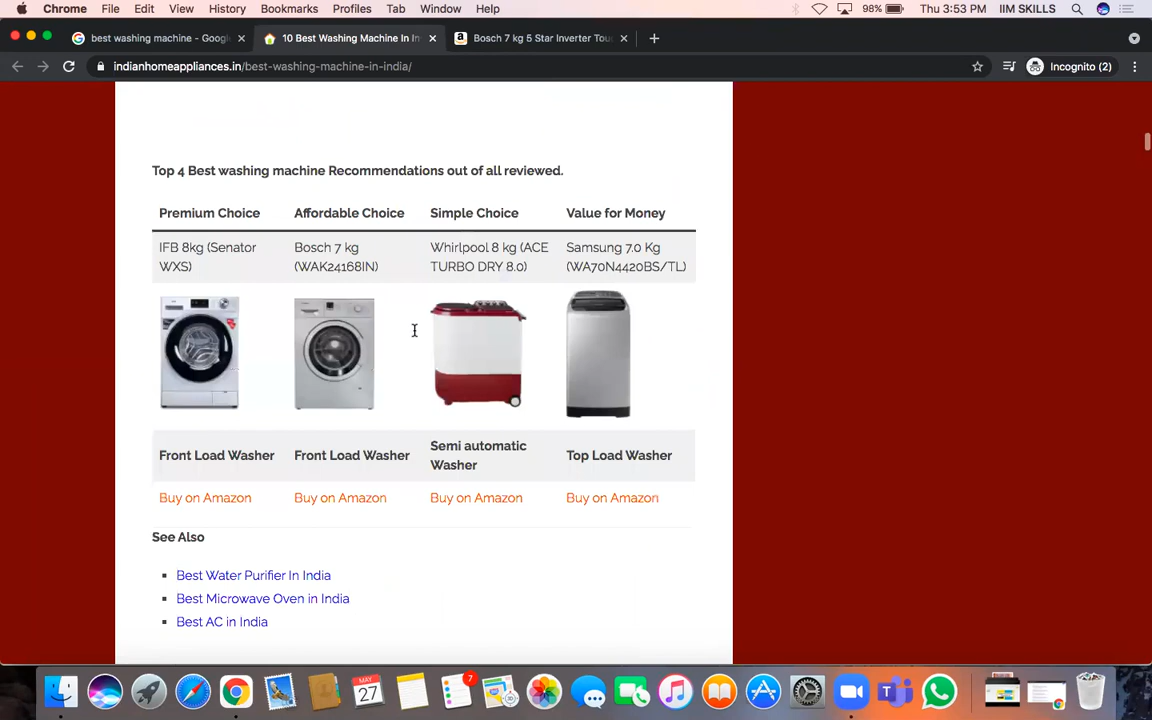 Chrome File Edit View History Bookmarks Profiles Tab Window Help 98% Thu 3:53 PM IIM SKILLS
best washing machine - Googl 10 Best Washing Machine In In Bosch 7 kg 5 Star Inverter Tou
indianhomeappliances.in/best-washing-machine-in-india/ Incognito (2)
Top 4 Best washing machine Recommendations out of all reviewed.
Premium Choice Affordable Choice Simple Choice Value for Money
IFB 8kg (Senator Bosch 7 kg Whirlpool 8 kg (ACE Samsung 7.0 Kg
WXS) (WAK24168IN) TURBO DRY 8.0) (WA70N4420BS/TL)
Front Load Washer Front Load Washer Semi automatic Top Load Washer
Washer
Buy on Amazon Buy on Amazon Buy on Amazon Buy on Amazon
See Also
Best Water Purifier In India
Best Microwave Oven in India
Best AC in India
MAY
27
7